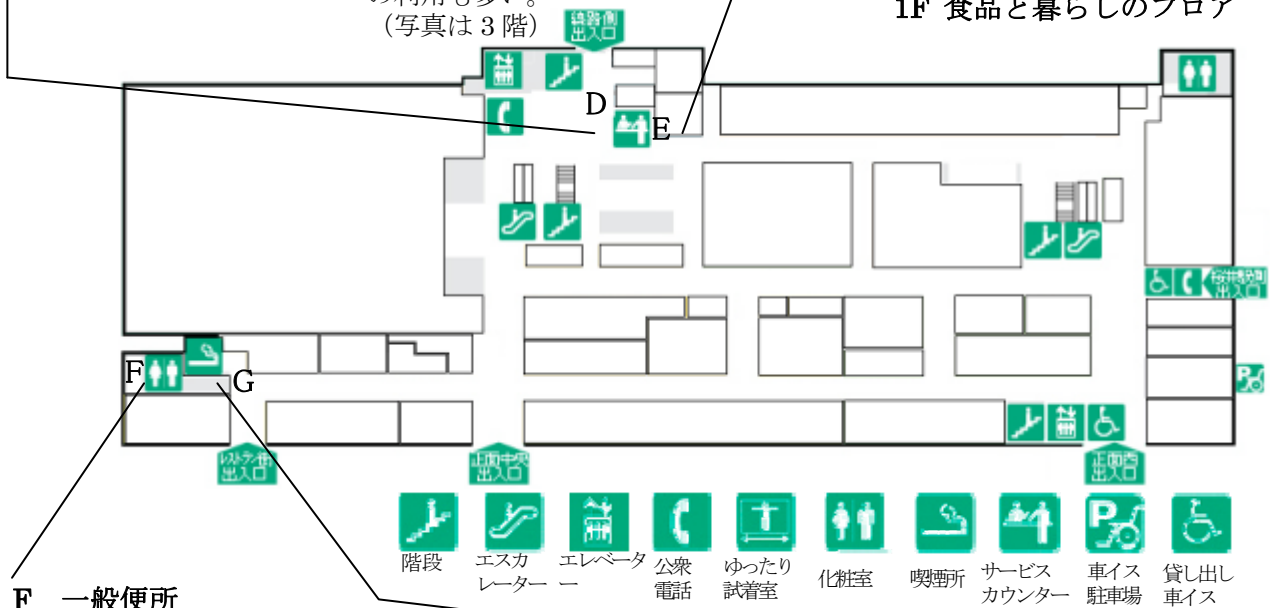 の利用も多い。
（写真は３階）
1F 食品と暮らしのフロア
線路側
出入口
D
E
桜井駅側
出入口
F
G
P
レストラン街
出入口
正面中央
出入口
正面西
出入口
P
階段
エスカ
レーター
エレベータ
ー
公衆
電話
ゆったり
試着室
化粧室
喫煙所
サービス
カウンター
車イス
駐車場
貸し出し
車イス
F　一般便所